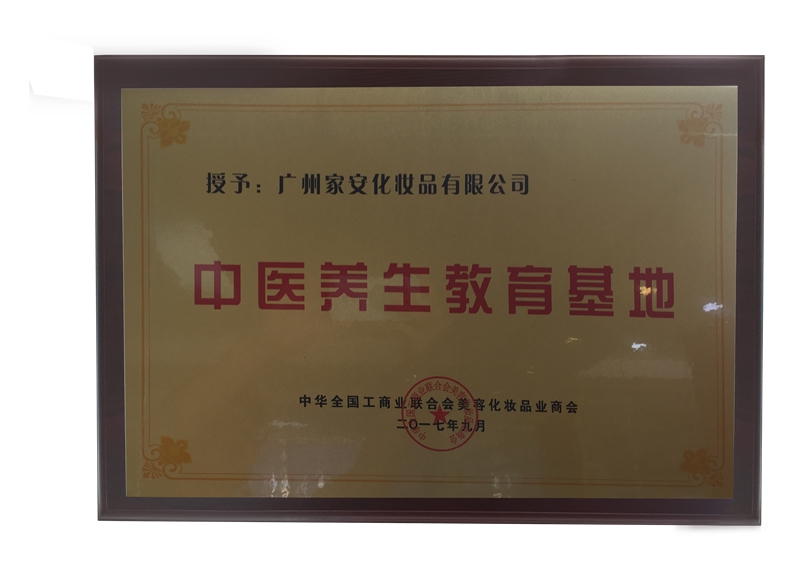 授予：广州家安化妆品有限公司
中医养生教育基地
中华全国工商业联合会美容化妆品业商会
二〇一七年九月